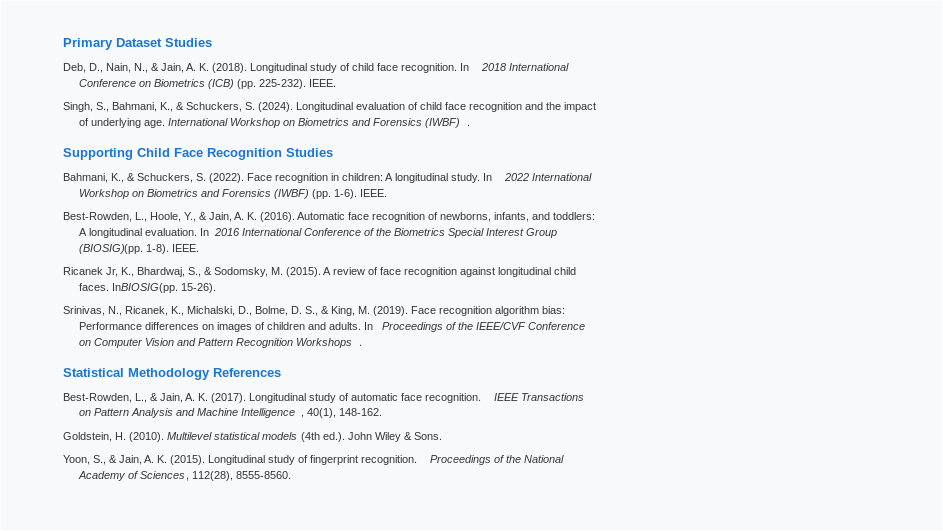 Primary Dataset Studies
Deb, D., Nain, N., & Jain, A. K. (2018). Longitudinal study of child face recognition. In 2018 International
Conference on Biometrics (ICB) (pp. 225-232). IEEE.
Singh, S., Bahmani, K., & Schuckers, S. (2024). Longitudinal evaluation of child face recognition and the impact
of underlying age. International Workshop on Biometrics and Forensics (IWBF) .
Supporting Child Face Recognition Studies
Bahmani, K., & Schuckers, S. (2022). Face recognition in children: A longitudinal study. In 2022 International
Workshop on Biometrics and Forensics (IWBF) (pp. 1-6). IEEE.
Best-Rowden, L., Hoole, Y., & Jain, A. K. (2016). Automatic face recognition of newborns, infants, and toddlers:
A longitudinal evaluation. In 2016 International Conference of the Biometrics Special Interest Group
(BIOSIG)(pp. 1-8). IEEE.
Ricanek Jr, K., Bhardwaj, S., & Sodomsky, M. (2015). A review of face recognition against longitudinal child
faces. InBIOSIG(pp. 15-26).
Srinivas, N., Ricanek, K., Michalski, D., Bolme, D. S., & King, M. (2019). Face recognition algorithm bias:
Performance differences on images of children and adults. In Proceedings of the IEEE/CVF Conference
on Computer Vision and Pattern Recognition Workshops .
Statistical Methodology References
Best-Rowden, L., & Jain, A. K. (2017). Longitudinal study of automatic face recognition. IEEE Transactions
on Pattern Analysis and Machine Intelligence , 40(1), 148-162.
Goldstein, H. (2010). Multilevel statistical models (4th ed.). John Wiley & Sons.
Yoon, S., & Jain, A. K. (2015). Longitudinal study of fingerprint recognition. Proceedings of the National
Academy of Sciences, 112(28), 8555-8560.